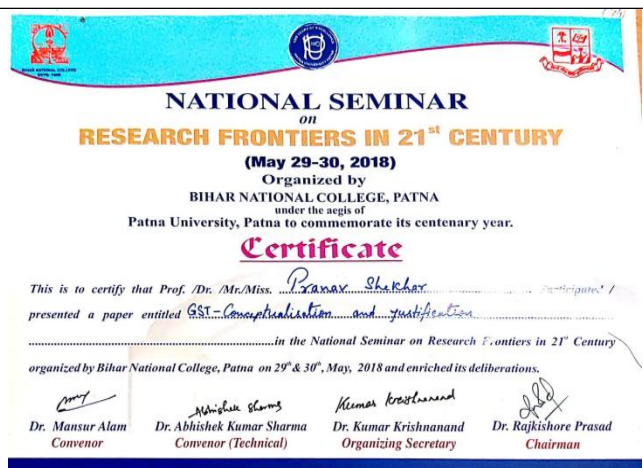 BIHAR NATIONAL COLLEGE
NATIONAL SEMINAR
on
RESEARCH FRONTIERS IN 21st CENTURY
(May 29-30, 2018)
Organized by
BIHAR NATIONAL COLLEGE, PATNA
under the aegis of
Patna University, Patna to commemorate its centenary year.
Certificate
This is to certify that Prof. /Dr. /Mr./Miss. Pranav Shekhar Participated /
presented a paper entitled GST-Conceptualisation and justification
in the National Seminar on Research Frontiers in 21st Century
organized by Bihar National College, Patna on 29th & 30th, May, 2018 and enriched its deliberations.
Abhishek Sharma Kumar Krishnanand
Dr. Mansur Alam Dr. Abhishek Kumar Sharma Dr. Kumar Krishnanand Dr. Rajkishore Prasad
Convenor Convenor (Technical) Organizing Secretary Chairman